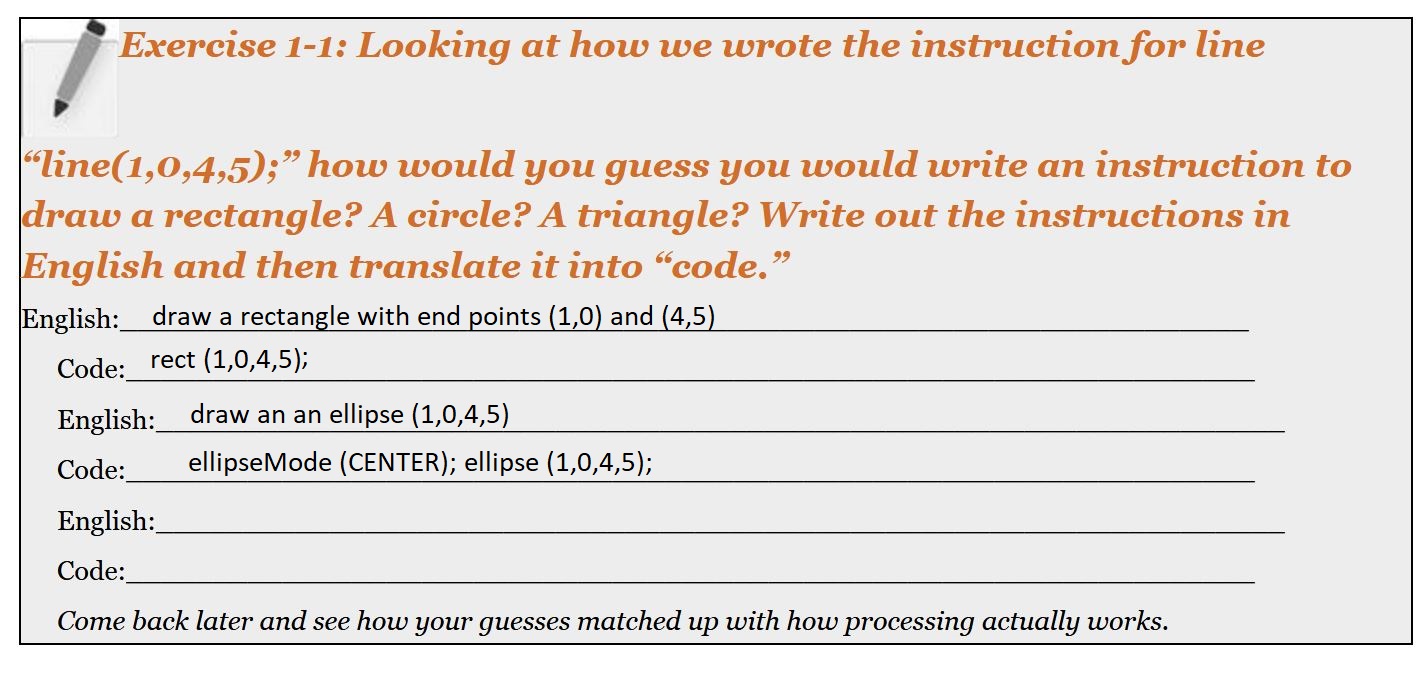 Exercise 1-1: Looking at how we wrote the instruction for line
“line(1,0,4,5);” how would you guess you would write an instruction to
draw a rectangle? A circle? A triangle? Write out the instructions in
English and then translate it into “code.”
English: draw a rectangle with end points (1,0) and (4,5)
Code: rect (1,0,4,5);
English: draw an an ellipse (1,0,4,5)
Code: ellipseMode (CENTER); ellipse (1,0,4,5);
English:
Code:
Come back later and see how your guesses matched up with how processing actually works.